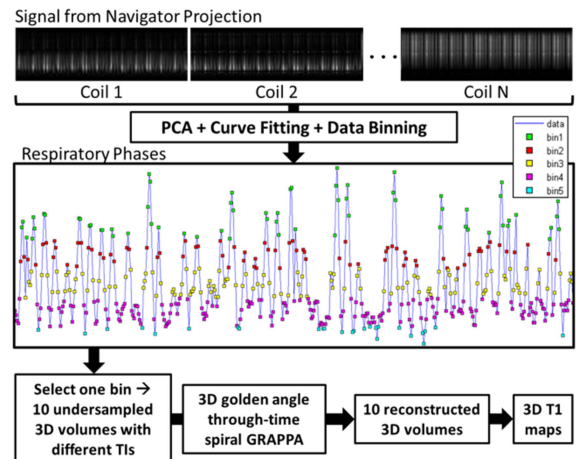 Signal from Navigator Projection
. . .
Coil 1
Coil 2
Coil N
PCA + Curve Fitting + Data Binning
Respiratory Phases
data
bin1
bin2
bin3
bin4
bin5
Select one bin →
10 undersampled
3D volumes with
different TIs
3D golden angle
through-time
spiral GRAPPA
10 reconstructed
3D volumes
3D T1
maps